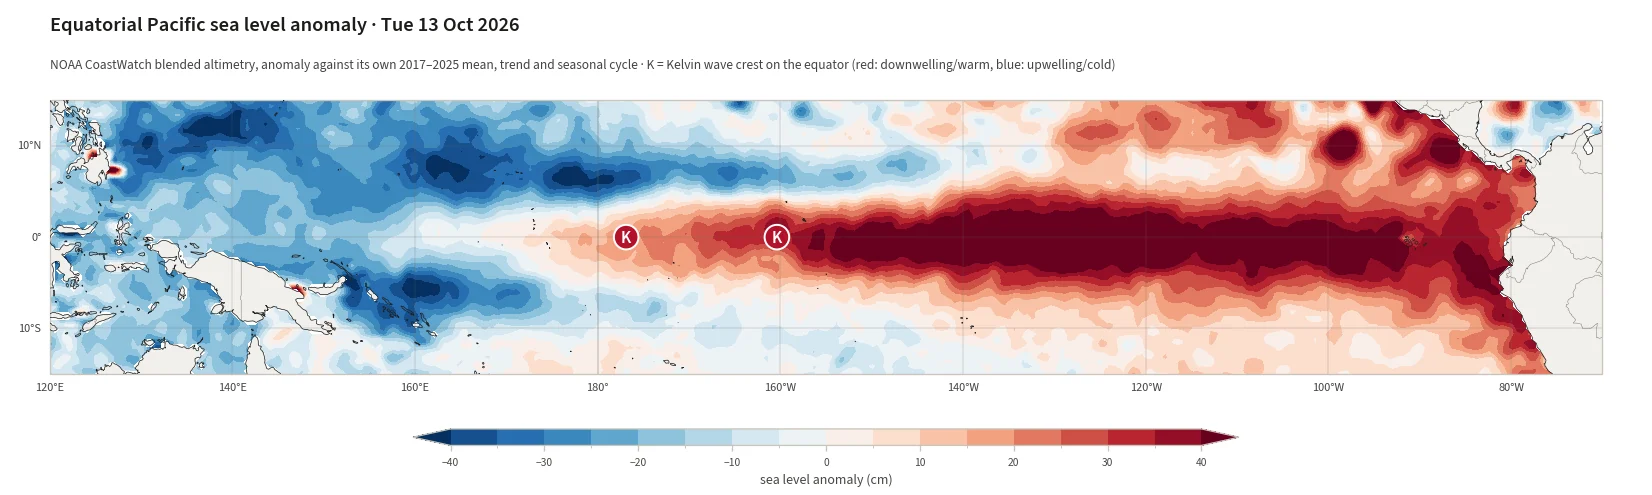 Equatorial Pacific sea level anomaly · Tue 13 Oct 2026
NOAA CoastWatch blended altimetry, anomaly against its own 2017–2025 mean, trend and seasonal cycle · K = Kelvin wave crest on the equator (red: downwelling/warm, blue: upwelling/cold)
10°N
0°
K K
10°S
120°E 140°E 160°E 180° 160°W 140°W 120°W 100°W 80°W
−40 −30 −20 −10 0 10 20 30 40
sea level anomaly (cm)